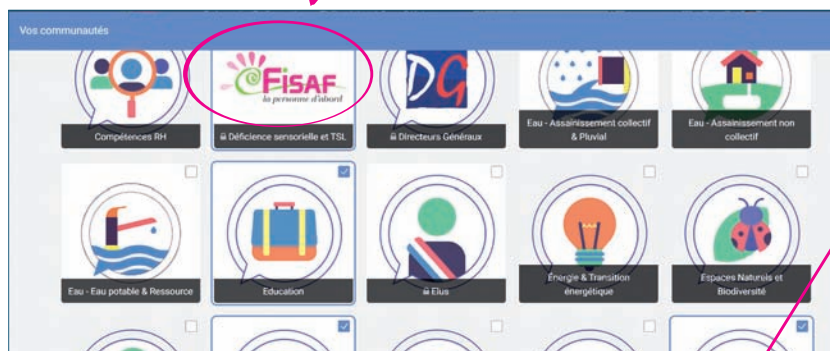 Vos communautés
FISAF
la personne d'abord
DG
Compétences RH
Déficience sensorielle et TSL
Directeurs Généraux
Eau - Assainissement collectif
& Pluvial
Eau - Assainissement non
collectif
Eau - Eau potable & Ressource
Education
Elus
Énergie & Transition
énergétique
Espaces Naturels et
Biodiversité